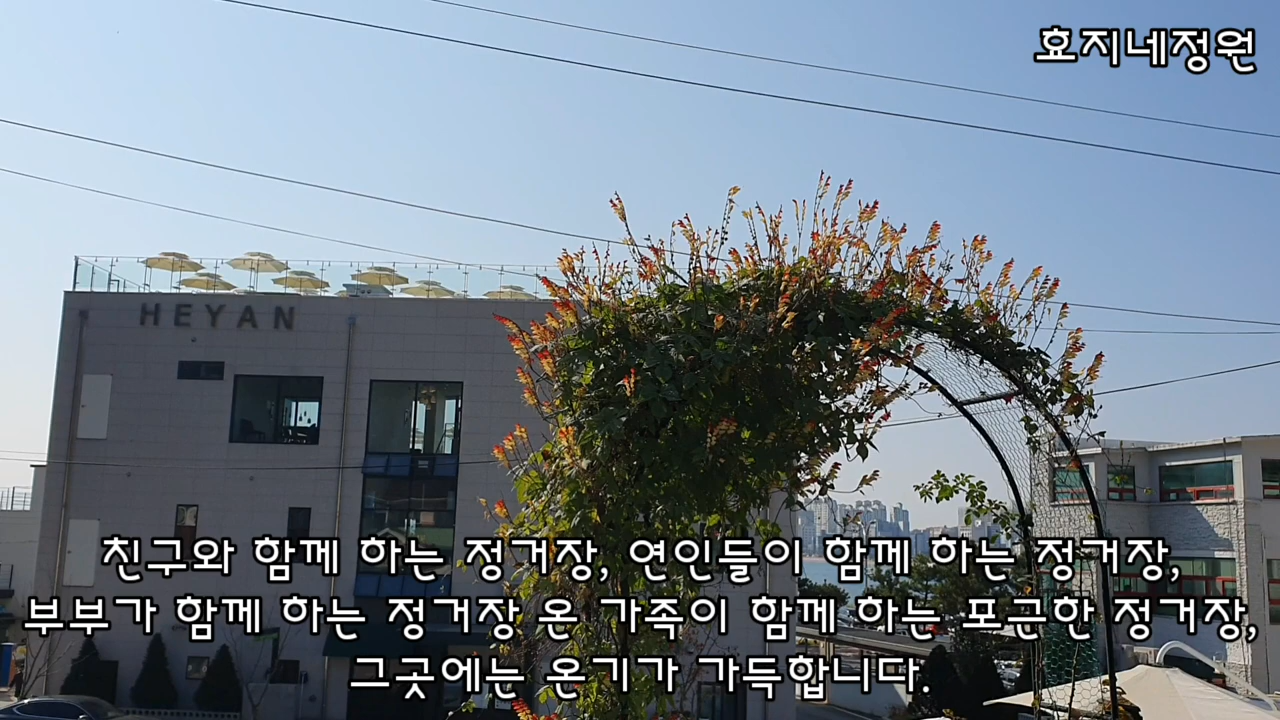 효지네정원
HEYAN
친구와 함께 하는 정거장, 연인들이 함께 하는 정거장,
부부가 함께 하는 정거장 온 가족이 함께 하는 포근한 정거장,
그곳에는 온기가 가득합니다.